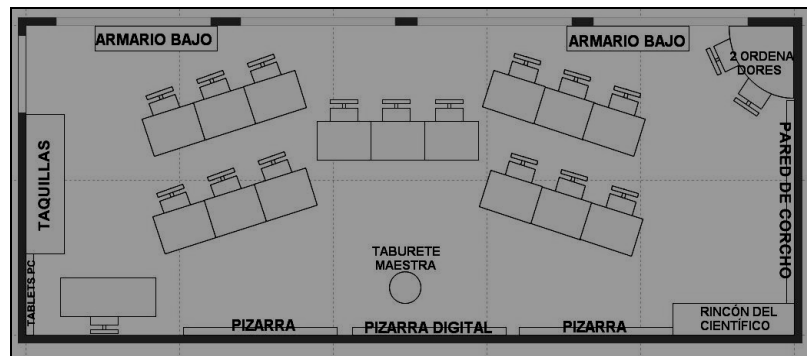 ARMARIO BAJO
ARMARIO BAJO
2 ORDENA
DORES
TAQUILLAS
PARED DE CORCHO
TABURETE
MAESTRA
TABLETS PC
PIZARRA
PIZARRA DIGITAL
PIZARRA
RINCÓN DEL
CIENTÍFICO